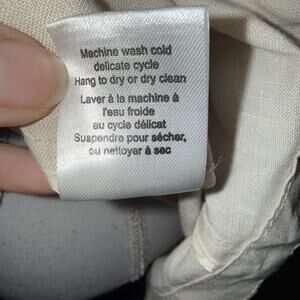 Machine wash cold
delicate cycle
Hang to dry or dry clean
Laver à la machine à
l'eau froide
au cycle délicat
Suspendre pour sécher,
ou nettoyer à sec